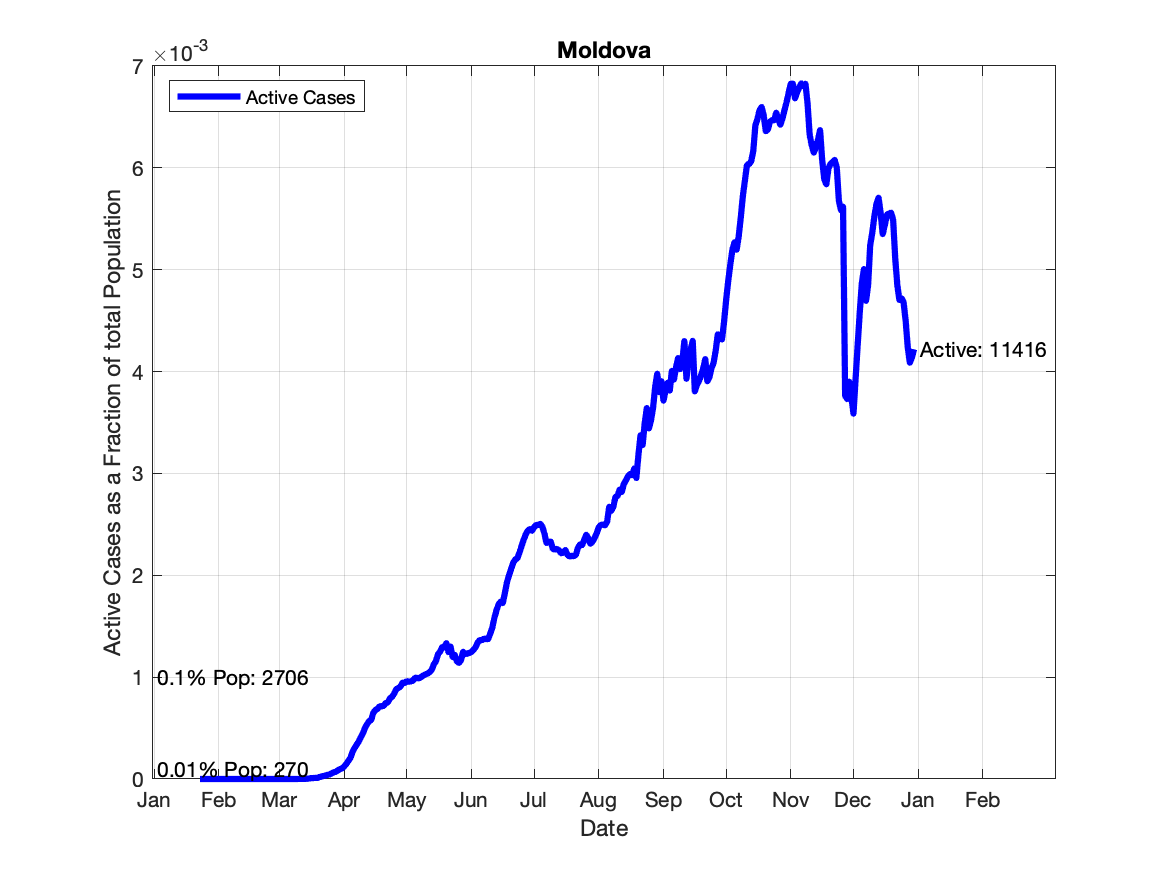 Moldova
×10-3
Active Cases
7
6
5
4
3
2
1
0
Active Cases as a Fraction of total Population
Active: 11416
0.1% Pop: 2706
0.01% Pop: 270
Jan Feb Mar Apr May Jun Jul Aug Sep Oct Nov Dec Jan Feb
Date